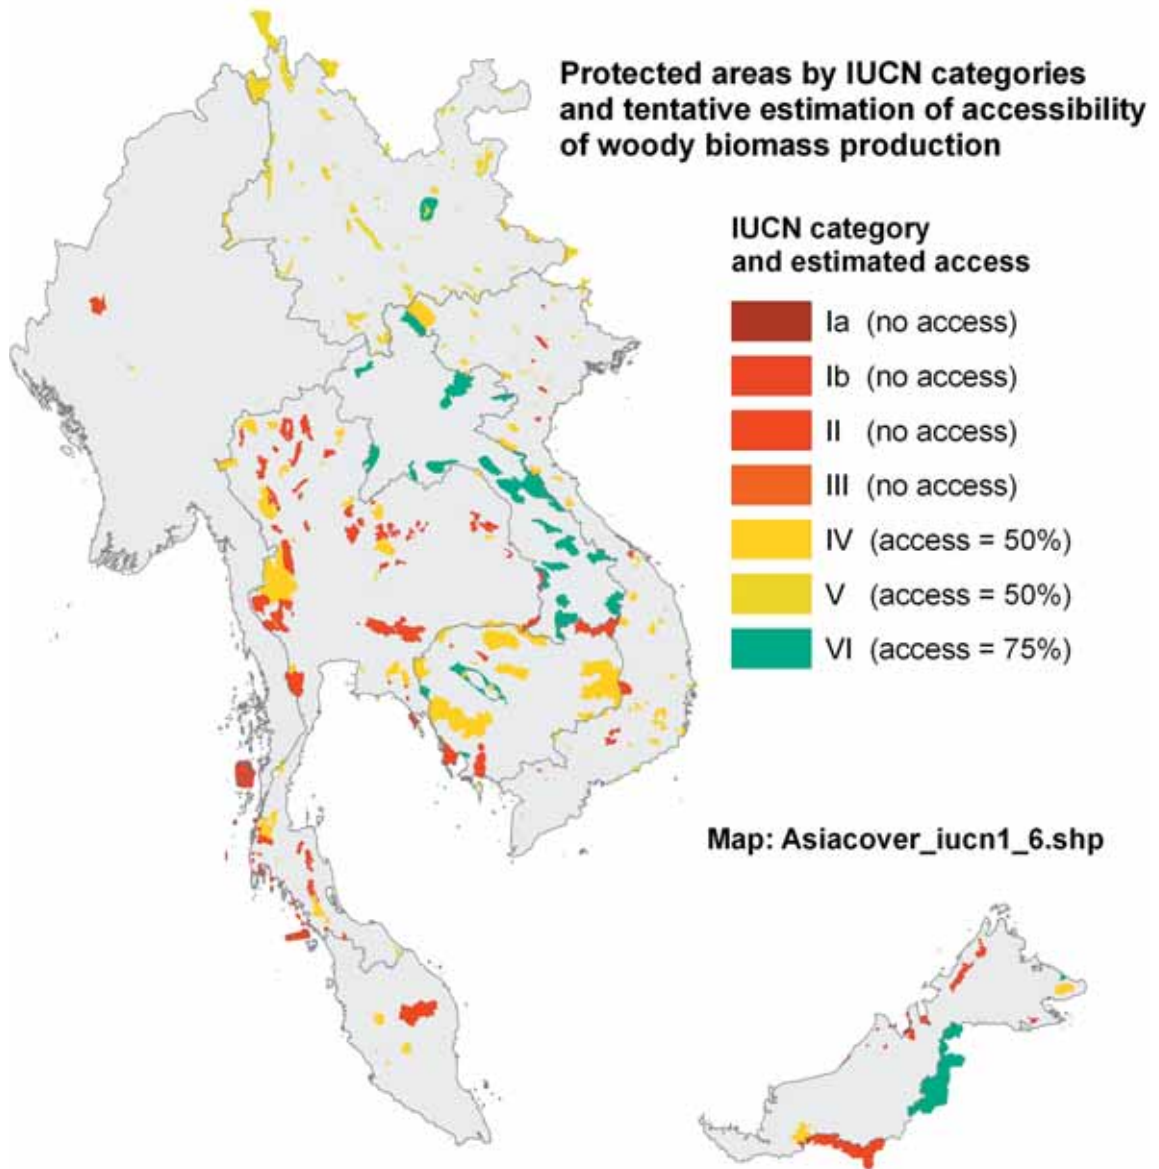 Protected areas by IUCN categories
and tentative estimation of accessibility
of woody biomass production
IUCN category
and estimated access
Ia (no access)
Ib (no access)
II (no access)
III (no access)
IV (access = 50%)
V (access = 50%)
VI (access = 75%)
Map: Asiacover_iucn1_6.shp